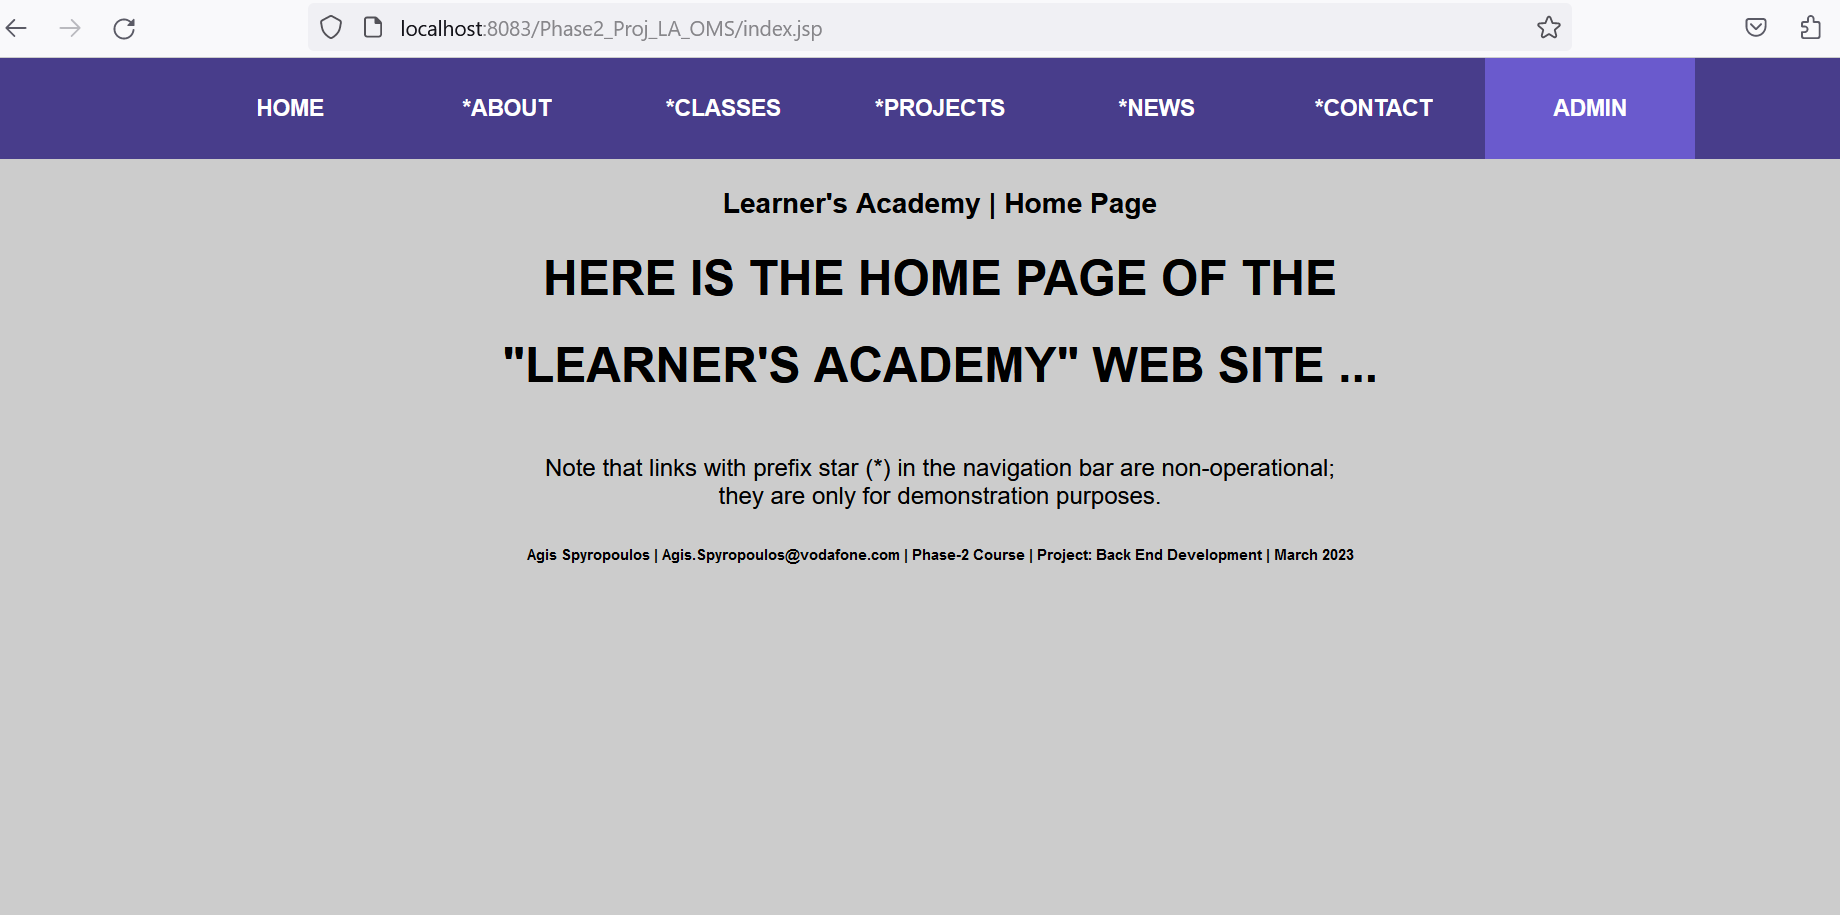 localhost:8083/Phase2_Proj_LA_OMS/index.jsp
HOME *ABOUT *CLASSES *PROJECTS *NEWS *CONTACT ADMIN
Learner's Academy | Home Page
HERE IS THE HOME PAGE OF THE
"LEARNER'S ACADEMY" WEB SITE ...
Note that links with prefix star (*) in the navigation bar are non-operational;
they are only for demonstration purposes.
Agis Spyropoulos | Agis.Spyropoulos@vodafone.com | Phase-2 Course | Project: Back End Development | March 2023